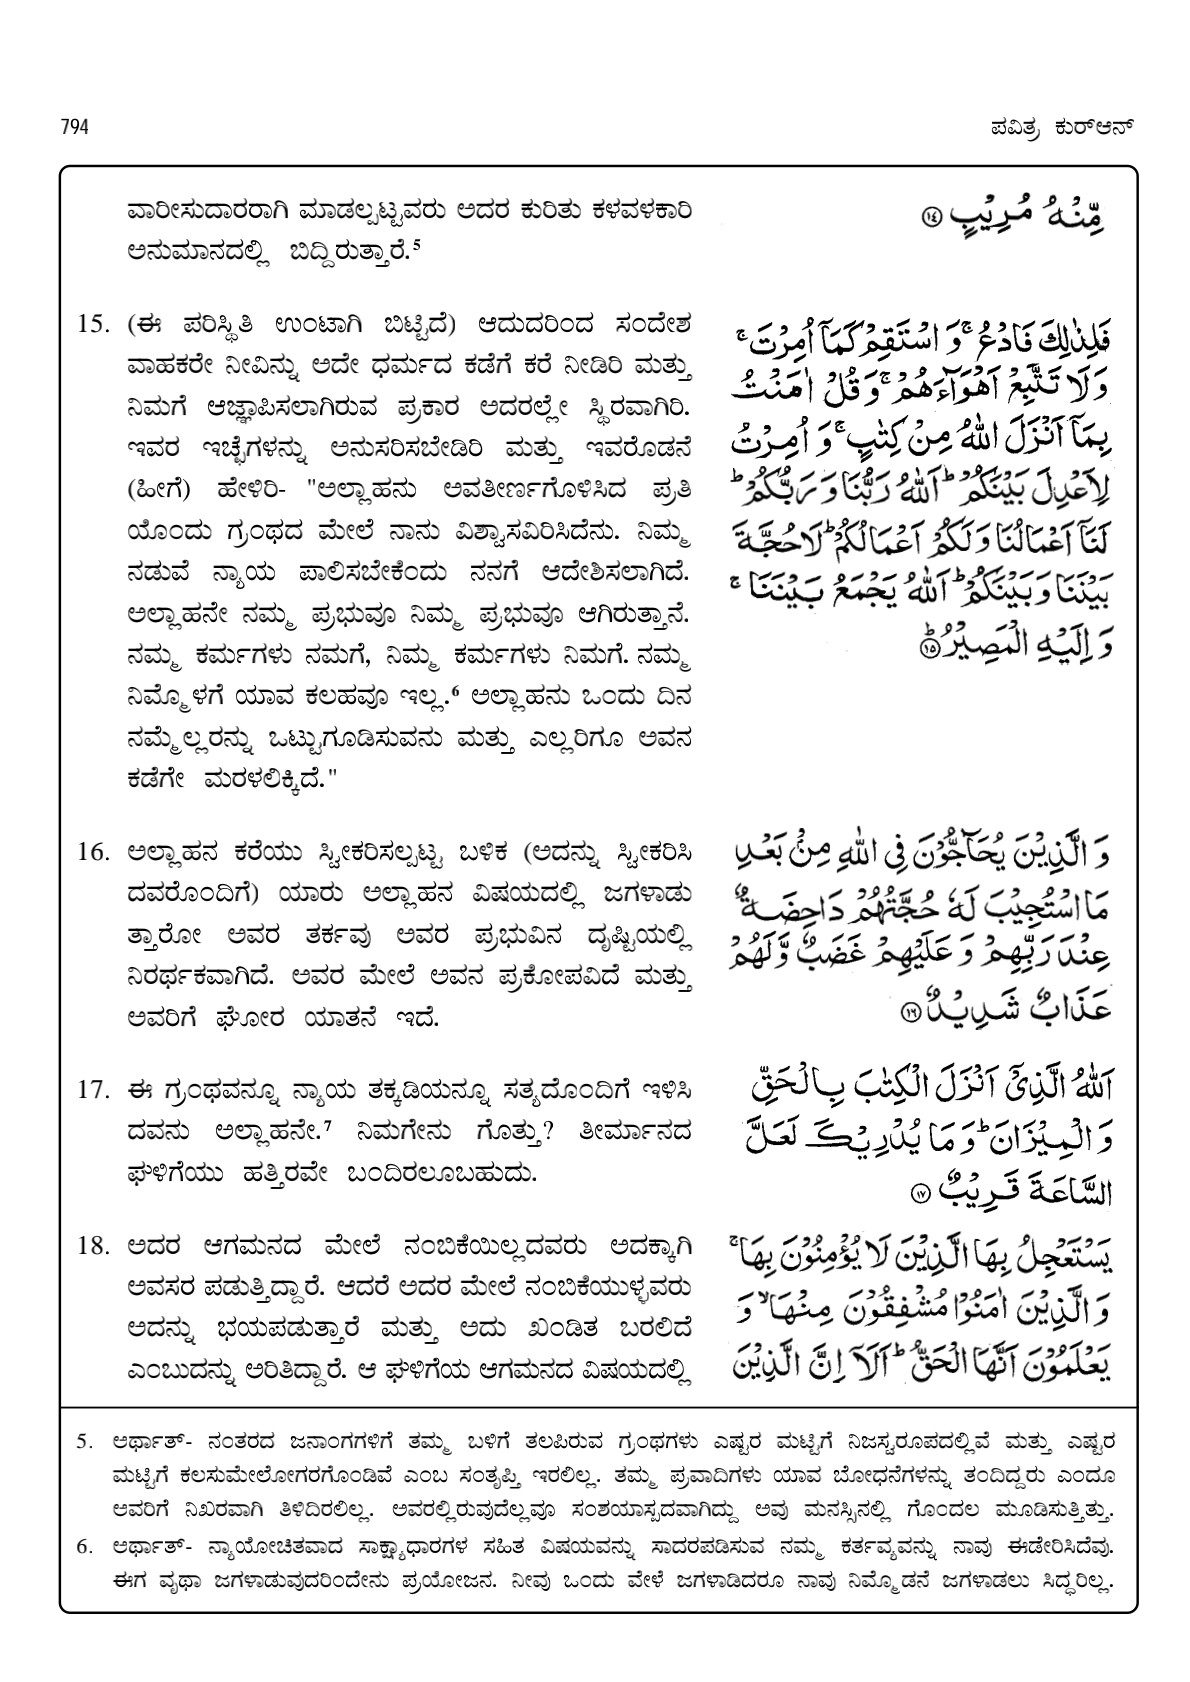 794
ಪವಿತ್ರ ಕುರ್‌ಆನ್
ವಾರೀಸುದಾರರಾಗಿ ಮಾಡಲ್ಪಟ್ಟವರು ಅದರ ಕುರಿತು ಕಳವಳಕಾರಿ
ಅನುಮಾನದಲ್ಲಿ ಬಿದ್ದಿರುತ್ತಾರೆ.⁵
مِّنْهُ مُرِيْبٍ ۝١٤
15. (ಈ ಪರಿಸ್ಥಿತಿ ಉಂಟಾಗಿ ಬಿಟ್ಟಿದೆ) ಆದುದರಿಂದ ಸಂದೇಶ
ವಾಹಕರೇ ನೀವಿನ್ನು ಅದೇ ಧರ್ಮದ ಕಡೆಗೆ ಕರೆ ನೀಡಿರಿ ಮತ್ತು
ನಿಮಗೆ ಆಜ್ಞಾಪಿಸಲಾಗಿರುವ ಪ್ರಕಾರ ಅದರಲ್ಲೇ ಸ್ಥಿರವಾಗಿರಿ.
ಇವರ ಇಚ್ಛೆಗಳನ್ನು ಅನುಸರಿಸಬೇಡಿರಿ ಮತ್ತು ಇವರೊಡನೆ
(ಹೀಗೆ) ಹೇಳಿರಿ- "ಅಲ್ಲಾಹನು ಅವತೀರ್ಣಗೊಳಿಸಿದ ಪ್ರತಿ
ಯೊಂದು ಗ್ರಂಥದ ಮೇಲೆ ನಾನು ವಿಶ್ವಾಸವಿರಿಸಿದೆನು. ನಿಮ್ಮ
ನಡುವೆ ನ್ಯಾಯ ಪಾಲಿಸಬೇಕೆಂದು ನನಗೆ ಆದೇಶಿಸಲಾಗಿದೆ.
ಅಲ್ಲಾಹನೇ ನಮ್ಮ ಪ್ರಭುವೂ ನಿಮ್ಮ ಪ್ರಭುವೂ ಆಗಿರುತ್ತಾನೆ.
ನಮ್ಮ ಕರ್ಮಗಳು ನಮಗೆ, ನಿಮ್ಮ ಕರ್ಮಗಳು ನಿಮಗೆ. ನಮ್ಮ
ನಿಮ್ಮೊಳಗೆ ಯಾವ ಕಲಹವೂ ಇಲ್ಲ.⁶ ಅಲ್ಲಾಹನು ಒಂದು ದಿನ
ನಮ್ಮೆಲ್ಲರನ್ನು ಒಟ್ಟುಗೂಡಿಸುವನು ಮತ್ತು ಎಲ್ಲರಿಗೂ ಅವನ
ಕಡೆಗೇ ಮರಳಲಿಕ್ಕಿದೆ."
فَلِذٰلِكَ فَادْعُ ۚ وَ اسْتَقِمْ كَمَآ اُمِرْتَ ۚ
وَ لَا تَتَّبِعْ اَهْوَآءَهُمْ ۚ وَ قُلْ اٰمَنْتُ
بِمَآ اَنْزَلَ اللّٰهُ مِنْ كِتٰبٍ ۚ وَ اُمِرْتُ
لِاَعْدِلَ بَيْنَكُمْ ؕ اَللّٰهُ رَبُّنَا وَ رَبُّكُمْ ؕ
لَنَآ اَعْمَالُنَا وَ لَكُمْ اَعْمَالُكُمْ ؕ لَا حُجَّةَ
بَيْنَنَا وَ بَيْنَكُمْ ؕ اَللّٰهُ يَجْمَعُ بَيْنَنَا ۚ
وَ اِلَيْهِ الْمَصِيْرُ ؕ۝١٥
16. ಅಲ್ಲಾಹನ ಕರೆಯು ಸ್ವೀಕರಿಸಲ್ಪಟ್ಟ ಬಳಿಕ (ಅದನ್ನು ಸ್ವೀಕರಿಸಿ
ದವರೊಂದಿಗೆ) ಯಾರು ಅಲ್ಲಾಹನ ವಿಷಯದಲ್ಲಿ ಜಗಳಾಡು
ತ್ತಾರೋ ಅವರ ತರ್ಕವು ಅವರ ಪ್ರಭುವಿನ ದೃಷ್ಟಿಯಲ್ಲಿ
ನಿರರ್ಥಕವಾಗಿದೆ. ಅವರ ಮೇಲೆ ಅವನ ಪ್ರಕೋಪವಿದೆ ಮತ್ತು
ಅವರಿಗೆ ಘೋರ ಯಾತನೆ ಇದೆ.
وَ الَّذِيْنَ يُحَآجُّوْنَ فِي اللّٰهِ مِنْۢ بَعْدِ
مَا اسْتُجِيْبَ لَهٗ حُجَّتُهُمْ دَاحِضَةٌ
عِنْدَ رَبِّهِمْ وَ عَلَيْهِمْ غَضَبٌ وَّ لَهُمْ
عَذَابٌ شَدِيْدٌ ۝١٦
17. ಈ ಗ್ರಂಥವನ್ನೂ ನ್ಯಾಯ ತಕ್ಕಡಿಯನ್ನೂ ಸತ್ಯದೊಂದಿಗೆ ಇಳಿಸಿ
ದವನು ಅಲ್ಲಾಹನೇ.⁷ ನಿಮಗೇನು ಗೊತ್ತು? ತೀರ್ಮಾನದ
ಘಳಿಗೆಯು ಹತ್ತಿರವೇ ಬಂದಿರಲೂಬಹುದು.
اَللّٰهُ الَّذِيْٓ اَنْزَلَ الْكِتٰبَ بِالْحَقِّ
وَ الْمِيْزَانَ ؕ وَ مَا يُدْرِيْكَ لَعَلَّ
السَّاعَةَ قَرِيْبٌ ۝١٧
18. ಅದರ ಆಗಮನದ ಮೇಲೆ ನಂಬಿಕೆಯಿಲ್ಲದವರು ಅದಕ್ಕಾಗಿ
ಅವಸರ ಪಡುತ್ತಿದ್ದಾರೆ. ಆದರೆ ಅದರ ಮೇಲೆ ನಂಬಿಕೆಯುಳ್ಳವರು
ಅದನ್ನು ಭಯಪಡುತ್ತಾರೆ ಮತ್ತು ಅದು ಖಂಡಿತ ಬರಲಿದೆ
ಎಂಬುದನ್ನು ಅರಿತಿದ್ದಾರೆ. ಆ ಘಳಿಗೆಯ ಆಗಮನದ ವಿಷಯದಲ್ಲಿ
يَسْتَعْجِلُ بِهَا الَّذِيْنَ لَا يُؤْمِنُوْنَ بِهَا ۚ
وَ الَّذِيْنَ اٰمَنُوْا مُشْفِقُوْنَ مِنْهَا ۙ وَ
يَعْلَمُوْنَ اَنَّهَا الْحَقُّ ؕ اَلَآ اِنَّ الَّذِيْنَ
5. ಅರ್ಥಾತ್- ನಂತರದ ಜನಾಂಗಗಳಿಗೆ ತಮ್ಮ ಬಳಿಗೆ ತಲಪಿರುವ ಗ್ರಂಥಗಳು ಎಷ್ಟರ ಮಟ್ಟಿಗೆ ನಿಜಸ್ವರೂಪದಲ್ಲಿವೆ ಮತ್ತು ಎಷ್ಟರ
ಮಟ್ಟಿಗೆ ಕಲಸುಮೇಲೋಗರಗೊಂಡಿವೆ ಎಂಬ ಸಂತೃಪ್ತಿ ಇರಲಿಲ್ಲ. ತಮ್ಮ ಪ್ರವಾದಿಗಳು ಯಾವ ಬೋಧನೆಗಳನ್ನು ತಂದಿದ್ದರು ಎಂದೂ
ಅವರಿಗೆ ನಿಖರವಾಗಿ ತಿಳಿದಿರಲಿಲ್ಲ. ಅವರಲ್ಲಿರುವುದೆಲ್ಲವೂ ಸಂಶಯಾಸ್ಪದವಾಗಿದ್ದು ಅವು ಮನಸ್ಸಿನಲ್ಲಿ ಗೊಂದಲ ಮೂಡಿಸುತ್ತಿತ್ತು.
6. ಅರ್ಥಾತ್- ನ್ಯಾಯೋಚಿತವಾದ ಸಾಕ್ಷ್ಯಾಧಾರಗಳ ಸಹಿತ ವಿಷಯವನ್ನು ಸಾದರಪಡಿಸುವ ನಮ್ಮ ಕರ್ತವ್ಯವನ್ನು ನಾವು ಈಡೇರಿಸಿದೆವು.
ಈಗ ವೃಥಾ ಜಗಳಾಡುವುದರಿಂದೇನು ಪ್ರಯೋಜನ. ನೀವು ಒಂದು ವೇಳೆ ಜಗಳಾಡಿದರೂ ನಾವು ನಿಮ್ಮೊಡನೆ ಜಗಳಾಡಲು ಸಿದ್ಧರಿಲ್ಲ.